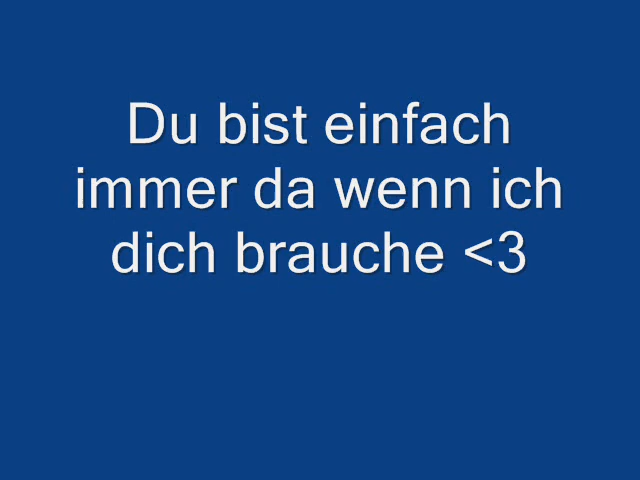 Du bist einfach
immer da wenn ich
dich brauche <3